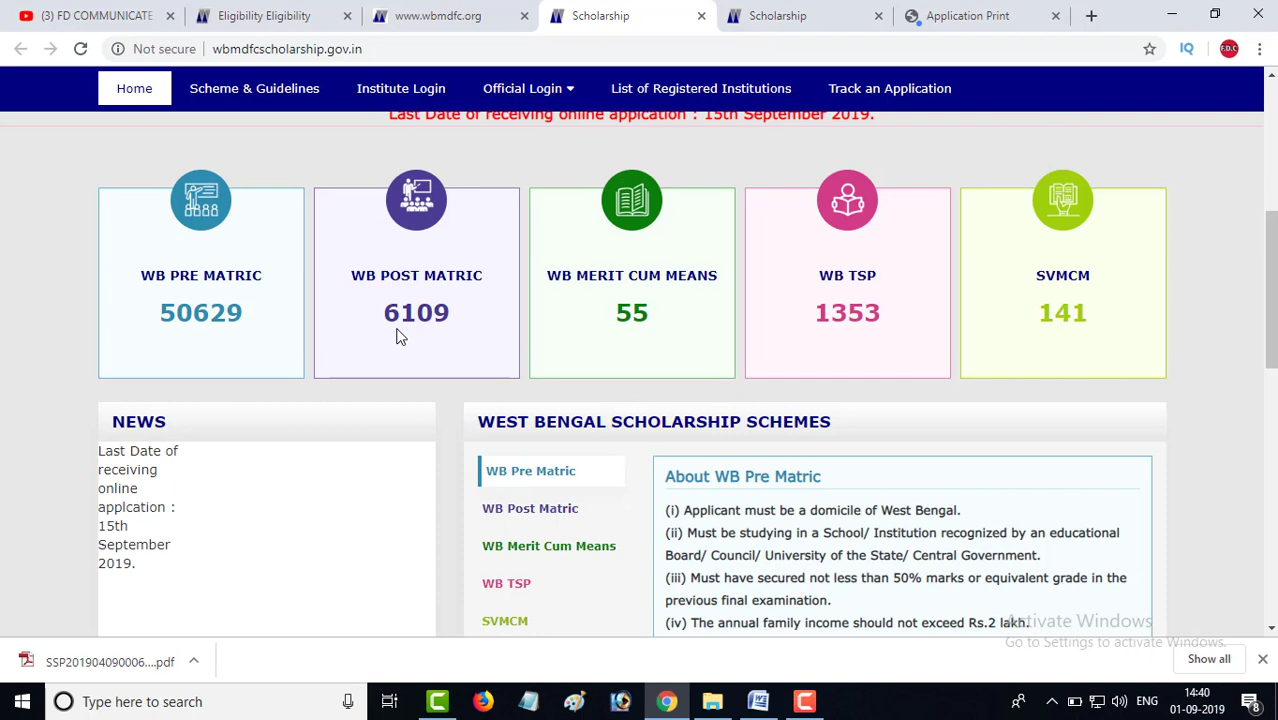 (3) FD COMMUNICATE
Eligibility Eligibility
www.wbmdfc.org
Scholarship
Scholarship
Application Print
Not secure
wbmdfcscholarship.gov.in
IQ
F.D.C
Home
Scheme & Guidelines
Institute Login
Official Login
List of Registered Institutions
Track an Application
Last Date of receiving online appilcation : 15th September 2019.
WB PRE MATRIC
WB POST MATRIC
WB MERIT CUM MEANS
WB TSP
SVMCM
50629
6109
55
1353
141
NEWS
Last Date of
receiving
online
applcation :
15th
September
2019.
WEST BENGAL SCHOLARSHIP SCHEMES
WB Pre Matric
WB Post Matric
WB Merit Cum Means
WB TSP
SVMCM
About WB Pre Matric
(i) Applicant must be a domicile of West Bengal.
(ii) Must be studying in a School/ Institution recognized by an educational
Board/ Council/ University of the State/ Central Government.
(iii) Must have secured not less than 50% marks or equivalent grade in the
previous final examination.
(iv) The annual family income should not exceed Rs.2 lakh.
Activate Windows
Go to Settings to activate Windows.
SSP201904090006....pdf
Show all
Type here to search
ENG
14:40
01-09-2019
8